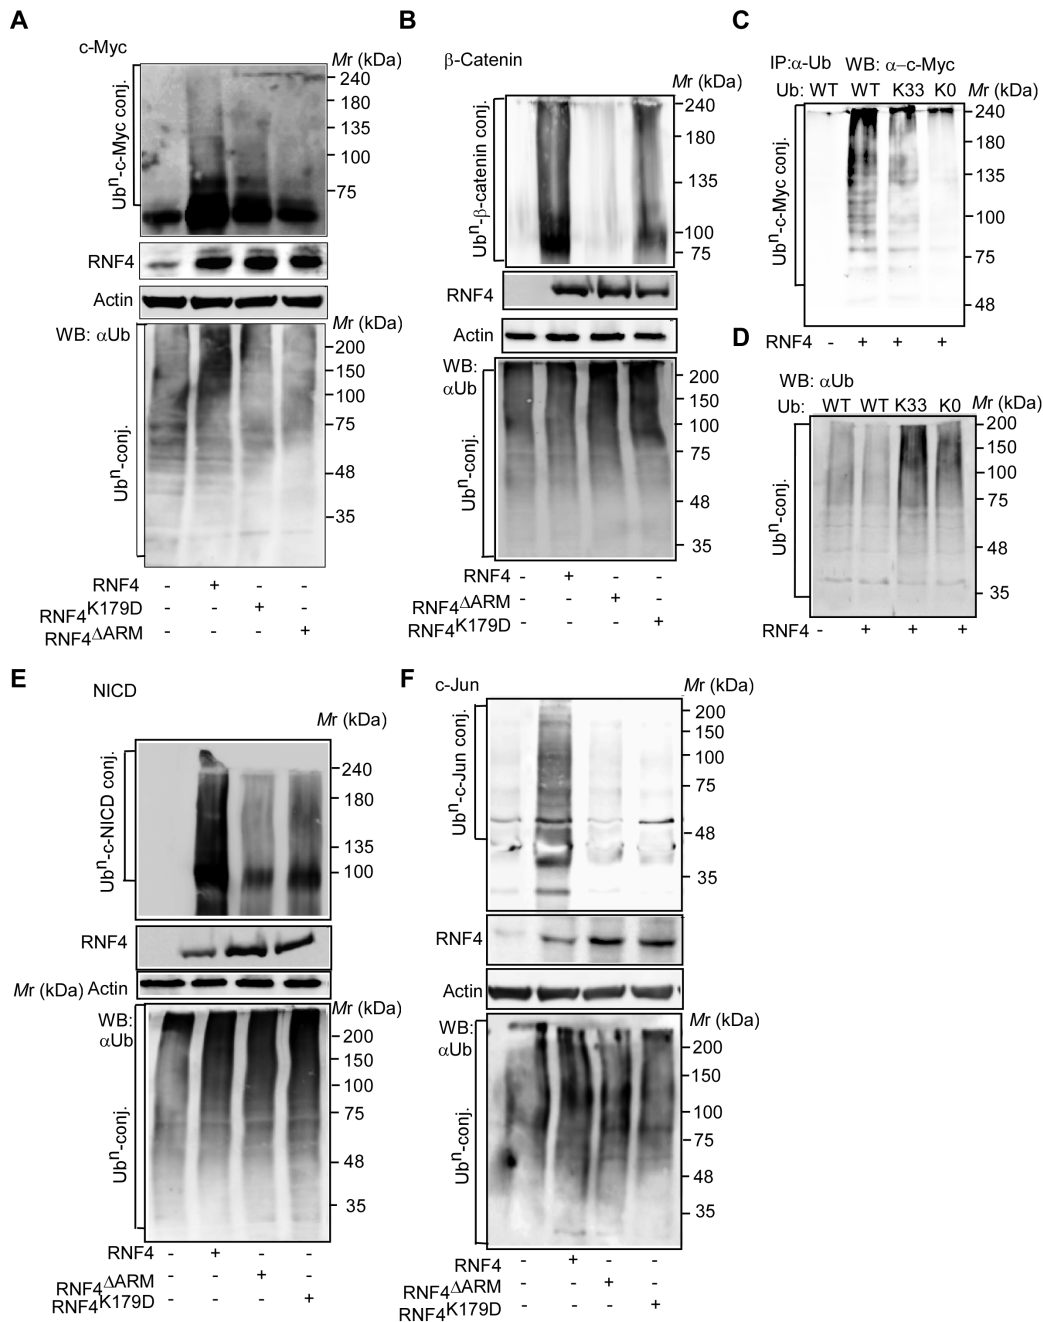 A
c-Myc
Mr (kDa)
240
180
135
100
75
Ubn-c-Myc conj.
RNF4
Actin
WB: αUb
Mr (kDa)
200
150
100
75
48
35
Ubn-conj.
RNF4 - + - -
RNF4K179D - - + -
RNF4ΔARM - - - +
B
β-Catenin
Mr (kDa)
240
180
135
100
75
Ubn-β-catenin conj.
RNF4
Actin
WB:
αUb
200
150
100
75
48
35
Ubn-conj.
RNF4 - + - -
RNF4ΔARM - - + -
RNF4K179D - - - +
C
IP:α-Ub WB: α–c-Myc
Ub: WT WT K33 K0 Mr (kDa)
240
180
135
100
75
48
Ubn-c-Myc conj.
RNF4 - + + +
D
WB: αUb
Ub: WT WT K33 K0 Mr (kDa)
200
150
100
75
48
35
Ubn-conj.
RNF4 - + + +
E
NICD
Mr (kDa)
240
180
135
100
Ubn-c-NICD conj.
RNF4
Mr (kDa) Actin
WB:
αUb
Mr (kDa)
200
150
100
75
48
35
Ubn-conj.
RNF4 - + - -
RNF4ΔARM - - + -
RNF4K179D - - - +
F
c-Jun
Mr (kDa)
200
150
100
75
48
35
Ubn-c-Jun conj.
RNF4
Actin
WB:
αUb
Mr (kDa)
200
150
100
75
48
35
Ubn-conj.
RNF4 - + - -
RNF4ΔARM - - + -
RNF4K179D - - - +